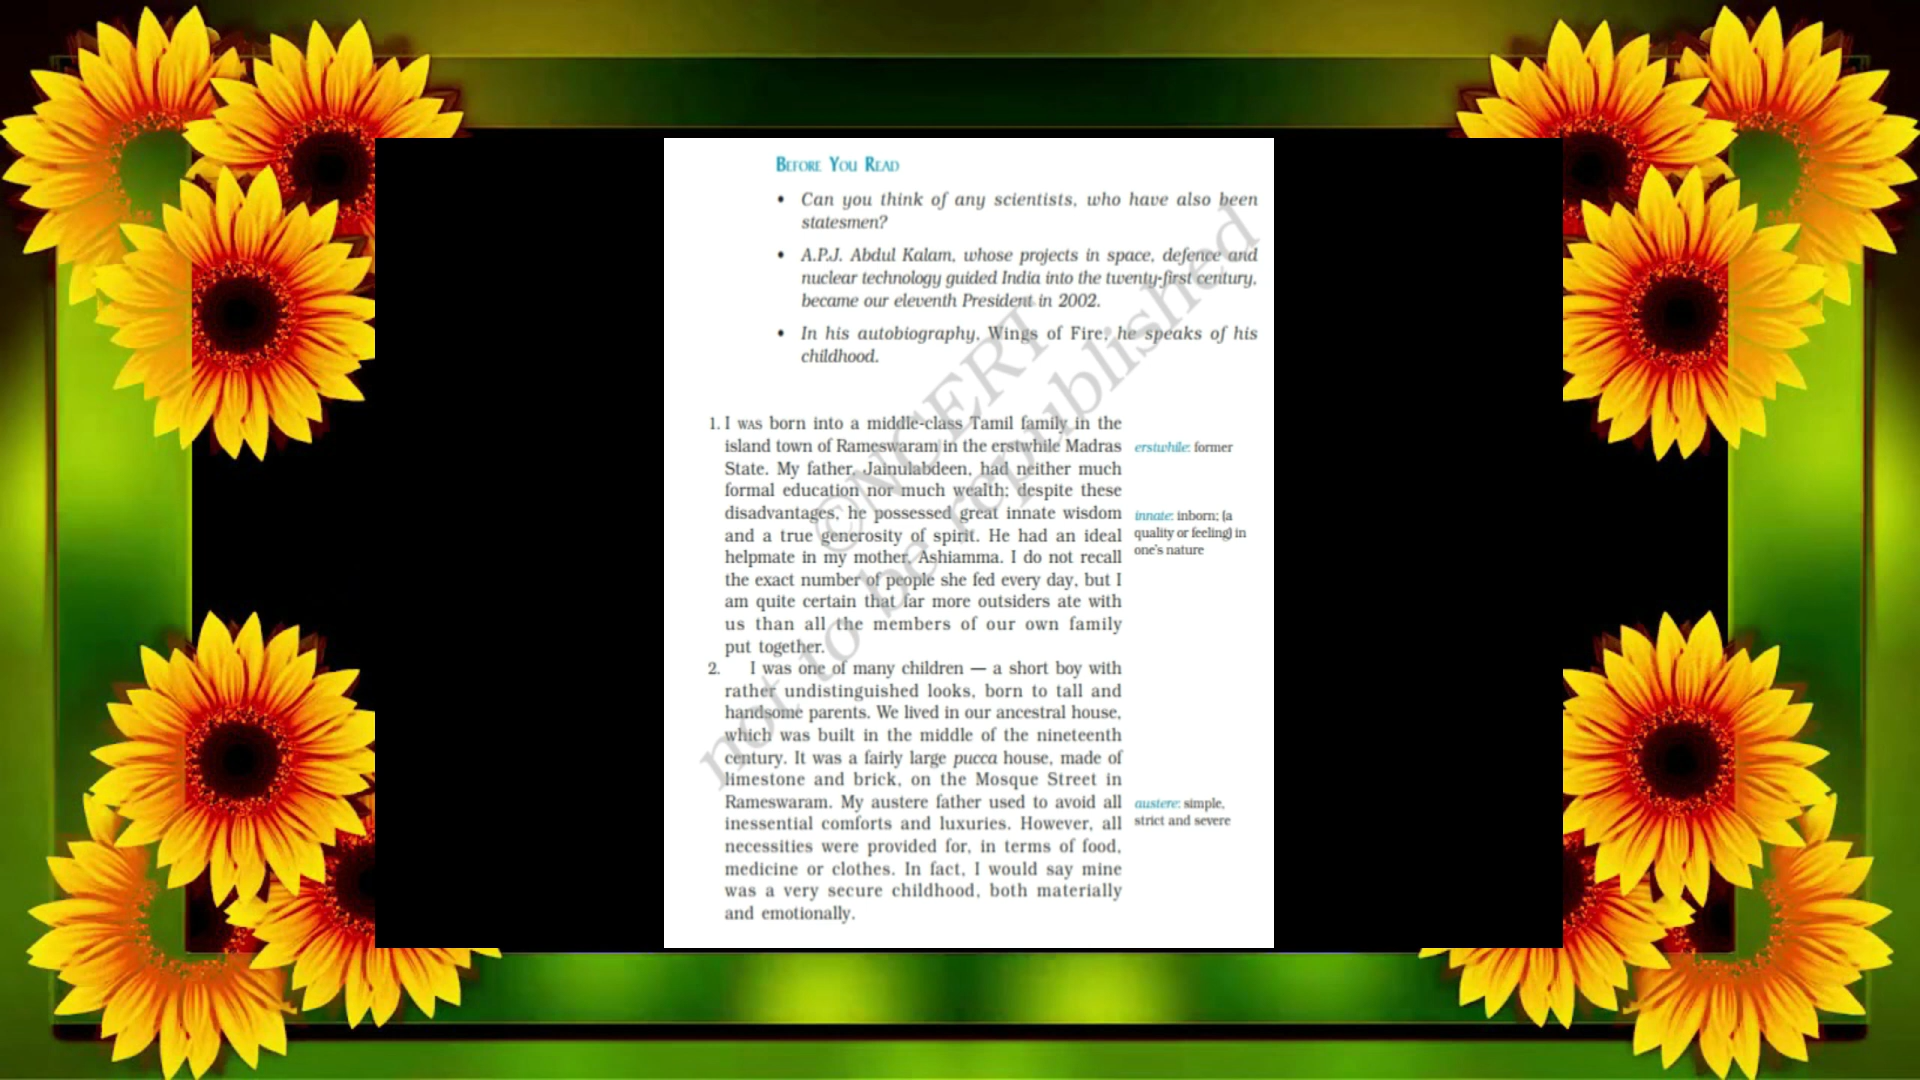 BEFORE YOU READ
• Can you think of any scientists, who have also been
statesmen?
• A.P.J. Abdul Kalam, whose projects in space, defence and
nuclear technology guided India into the twenty-first century,
became our eleventh President in 2002.
• In his autobiography, Wings of Fire, he speaks of his
childhood.
1. I WAS born into a middle-class Tamil family in the
island town of Rameswaram in the erstwhile Madras
State. My father, Jainulabdeen, had neither much
formal education nor much wealth; despite these
disadvantages, he possessed great innate wisdom
and a true generosity of spirit. He had an ideal
helpmate in my mother, Ashiamma. I do not recall
the exact number of people she fed every day, but I
am quite certain that far more outsiders ate with
us than all the members of our own family
put together.
2. I was one of many children — a short boy with
rather undistinguished looks, born to tall and
handsome parents. We lived in our ancestral house,
which was built in the middle of the nineteenth
century. It was a fairly large pucca house, made of
limestone and brick, on the Mosque Street in
Rameswaram. My austere father used to avoid all
inessential comforts and luxuries. However, all
necessities were provided for, in terms of food,
medicine or clothes. In fact, I would say mine
was a very secure childhood, both materially
and emotionally.
erstwhile: former
innate: inborn; (a
quality or feeling) in
one's nature
austere: simple,
strict and severe
©NCERT
not to be republished